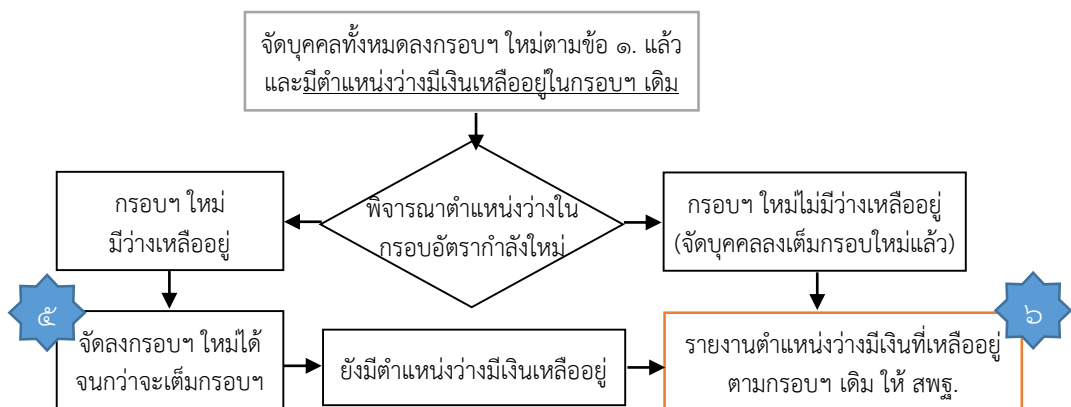 จัดบุคคลทั้งหมดลงกรอบฯ ใหม่ตามข้อ ๑. แล้ว
และมีตำแหน่งว่างมีเงินเหลืออยู่ในกรอบฯ เดิม
พิจารณาตำแหน่งว่างใน
กรอบอัตรากำลังใหม่
กรอบฯ ใหม่
มีว่างเหลืออยู่
กรอบฯ ใหม่ไม่มีว่างเหลืออยู่
(จัดบุคคลลงเต็มกรอบใหม่แล้ว)
๕
จัดลงกรอบฯ ใหม่ได้
จนกว่าจะเต็มกรอบฯ
ยังมีตำแหน่งว่างมีเงินเหลืออยู่
๖
รายงานตำแหน่งว่างมีเงินที่เหลืออยู่
ตามกรอบฯ เดิม ให้ สพฐ.